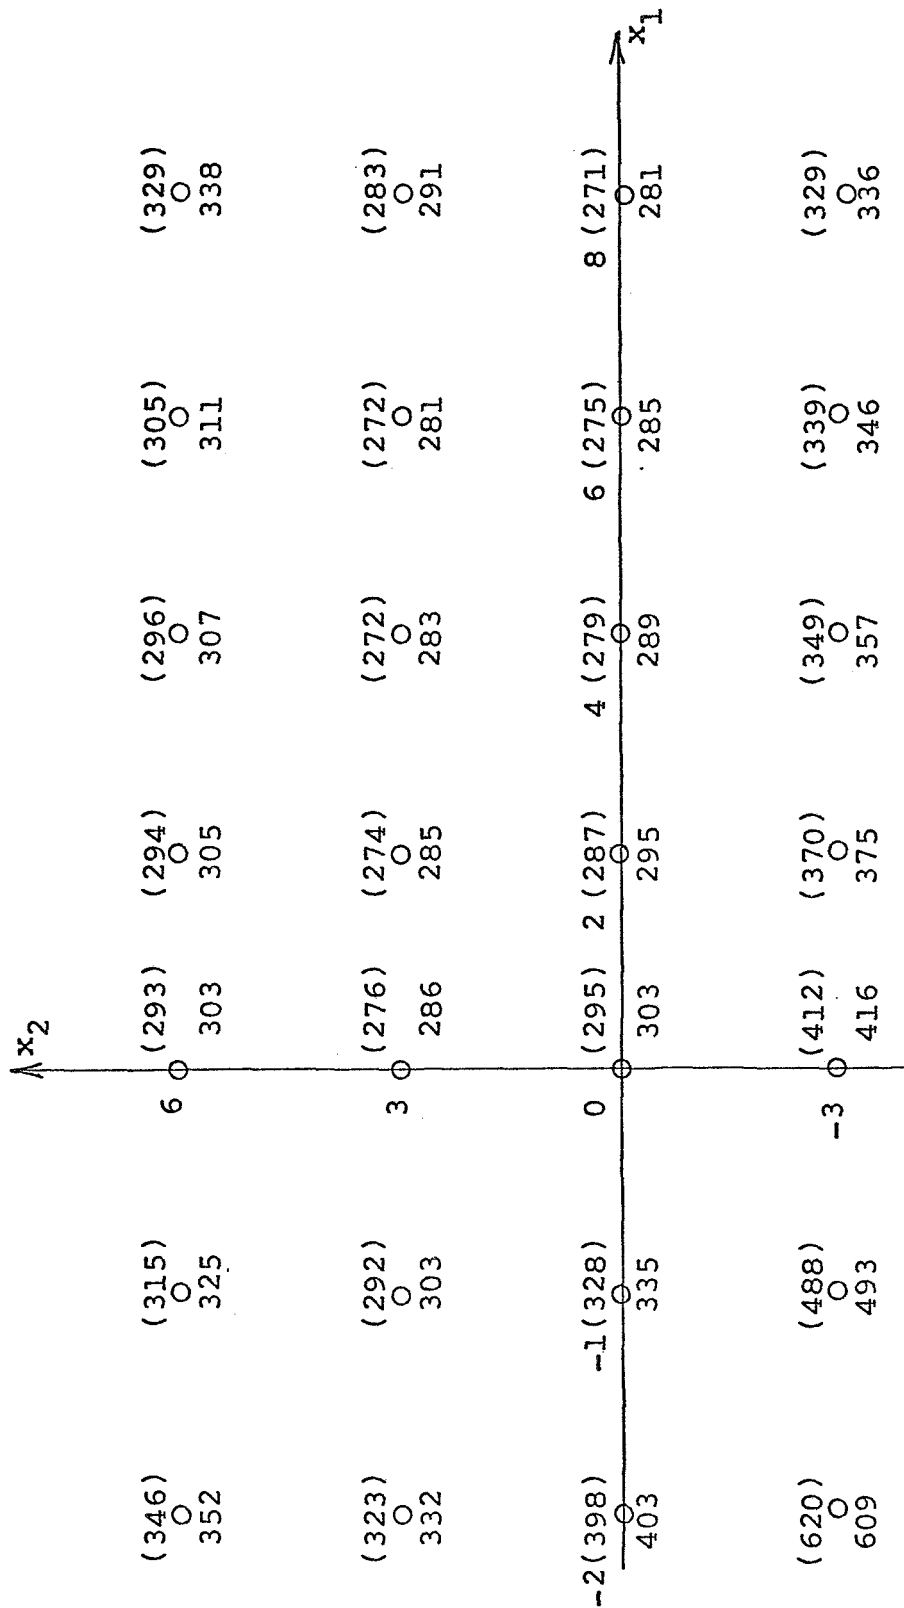 x2
(346) (315) (293) (294) (296) (305) (329)
6
352 325 303 305 307 311 338
(323) (292) (276) (274) (272) (272) (283)
3
332 303 286 285 283 281 291
-2(398) -1(328) 0 (295) 2 (287) 4 (279) 6 (275) 8 (271)
x1
403 335 303 295 289 285 281
(620) (488) (412) (370) (349) (339) (329)
-3
609 493 416 375 357 346 336